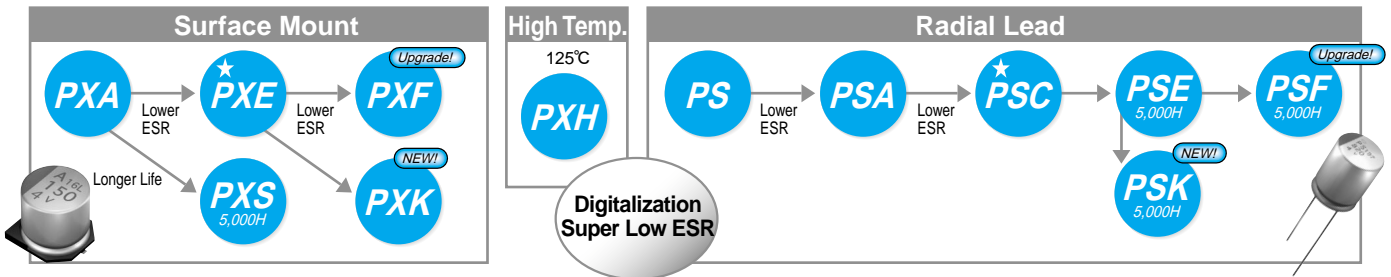 Surface Mount
PXA
Lower
ESR
PXE
Lower
ESR
Upgrade!
PXF
Longer Life
PXS
5,000H
NEW!
PXK
A16L
150
4V
High Temp.
125℃
PXH
Digitalization
Super Low ESR
Radial Lead
PS
Lower
ESR
PSA
Lower
ESR
PSC
PSE
5,000H
Upgrade!
PSF
5,000H
NEW!
PSK
5,000H